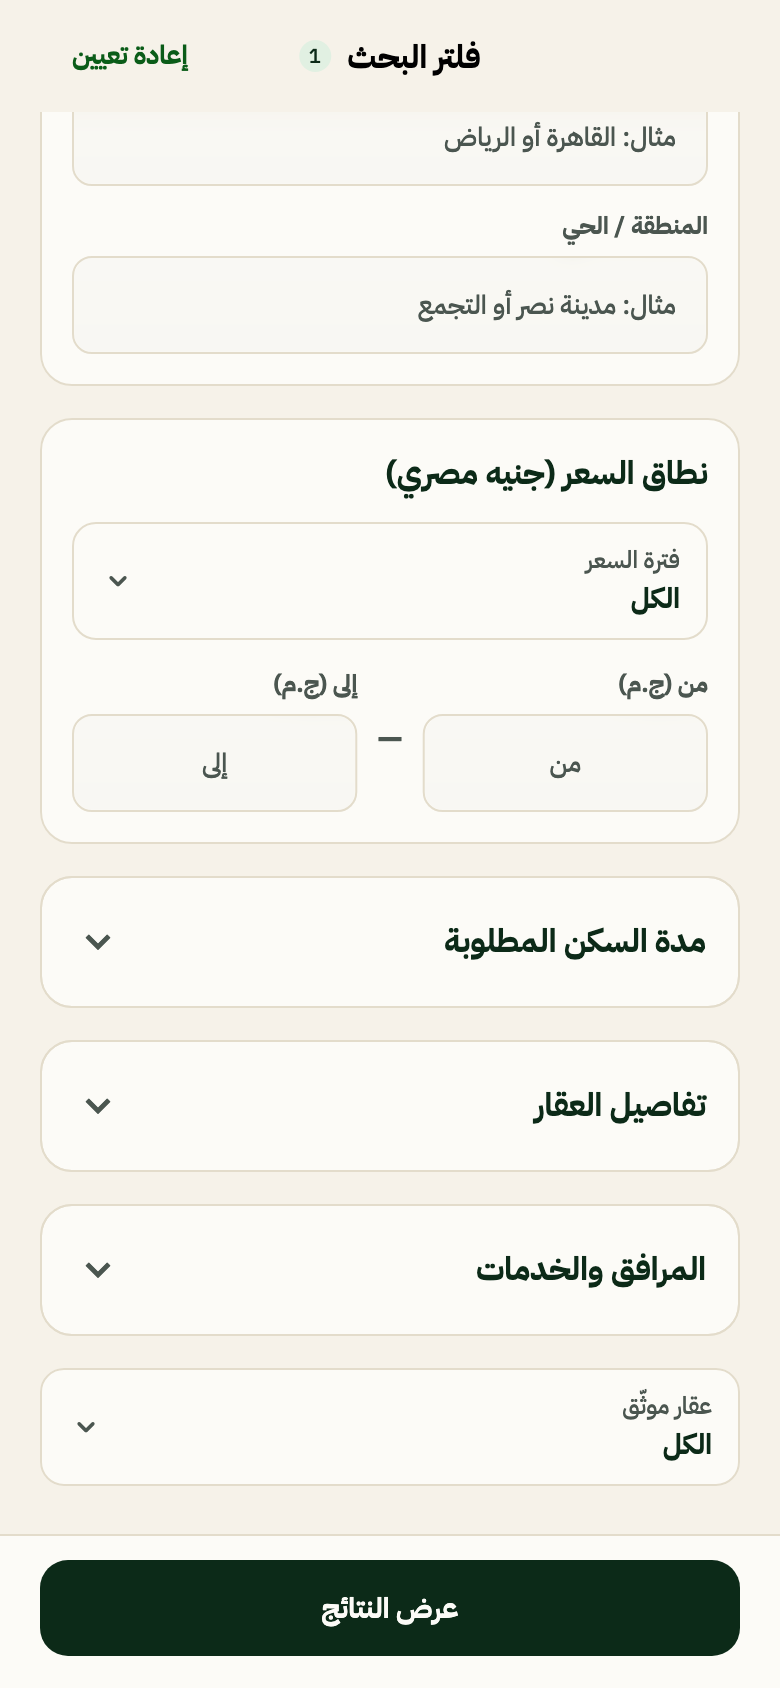 فلتر البحث 1
إعادة تعيين
مثال: القاهرة أو الرياض
المنطقة / الحي
مثال: مدينة نصر أو التجمع
نطاق السعر (جنيه مصري)
فترة السعر
الكل
من (ج.م)
إلى (ج.م)
من
—
إلى
مدة السكن المطلوبة
تفاصيل العقار
المرافق والخدمات
عقار موثّق
الكل
عرض النتائج